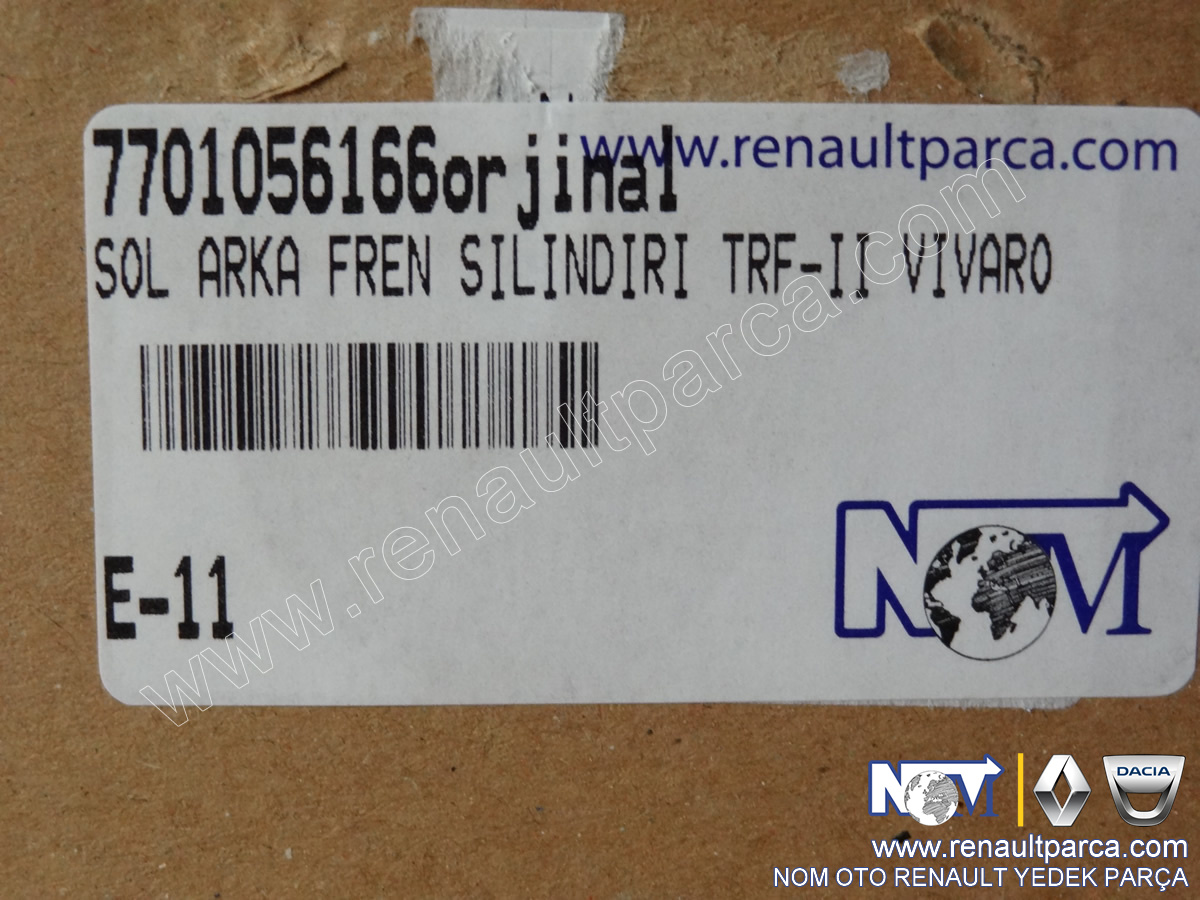 www.renaultparca.com
7701056166orjinal
SOL ARKA FREN SILINDIRI TRF-II VIVARO
E-11
NOM
www.renaultparca.com
NOM
DACIA
www.renaultparca.com
NOM OTO RENAULT YEDEK PARÇA